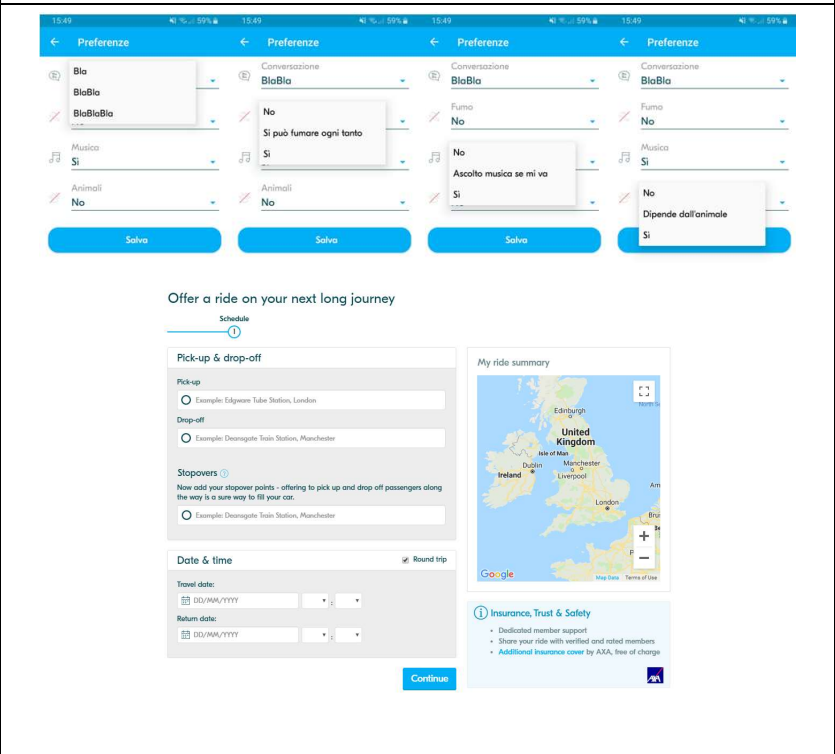 15:49 59%
Preferenze
Bla
BlaBla
BlaBlaBla
Musica
Sì
Animali
No
Salva
15:49 59%
Preferenze
Conversazione
BlaBla
No
Si può fumare ogni tanto
Sì
Animali
No
Salva
15:49 59%
Preferenze
Conversazione
BlaBla
Fumo
No
No
Ascolto musica se mi va
Sì
Salva
15:49 59%
Preferenze
Conversazione
BlaBla
Fumo
No
Musica
Sì
No
Dipende dall'animale
Sì
Offer a ride on your next long journey
Schedule
1
Pick-up & drop-off
Pick-up
Example: Edgware Tube Station, London
Drop-off
Example: Deansgate Train Station, Manchester
Stopovers ?
Now add your stopover points - offering to pick up and drop off passengers along
the way is a sure way to fill your car.
Example: Deansgate Train Station, Manchester
Date & time
Round trip
Travel date:
DD/MM/YYYY :
Return date:
DD/MM/YYYY :
Continue
My ride summary
North S
Edinburgh
United
Kingdom
Isle of Man
Dublin
Manchester
Ireland
Liverpool
Am
London
Bru
+
−
Google
Map Data Terms of Use
i Insurance, Trust & Safety
• Dedicated member support
• Share your ride with verified and rated members
• Additional insurance cover by AXA, free of charge
AXA